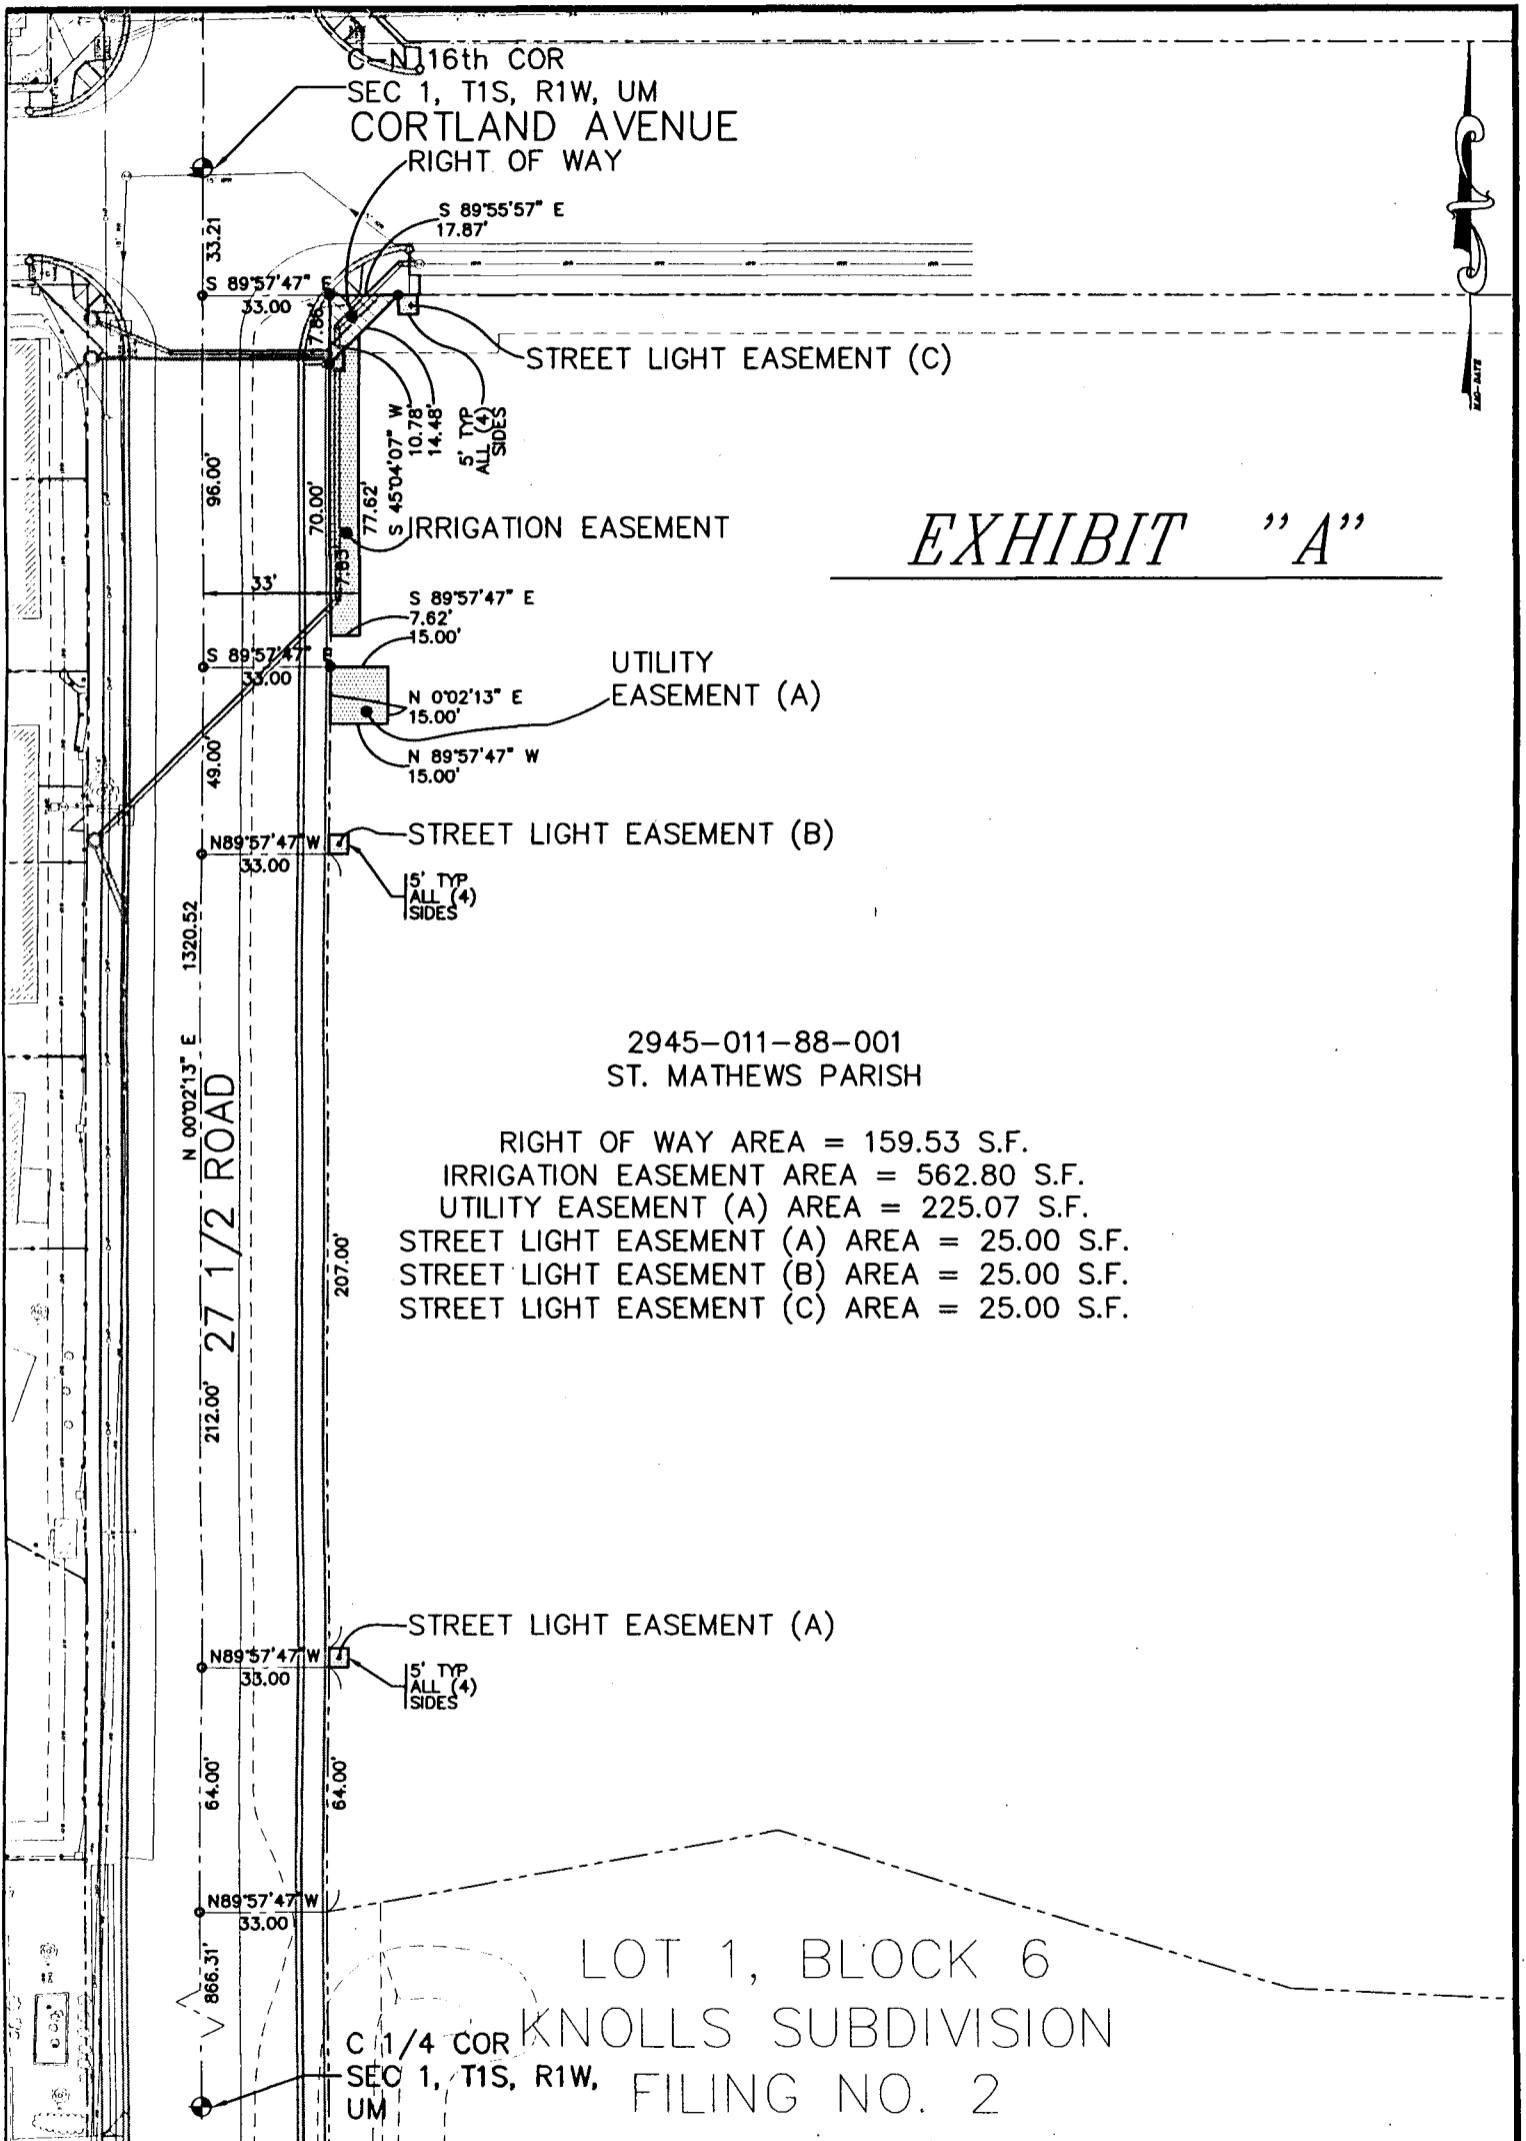 C-N 16th COR
SEC 1, T1S, R1W, UM
CORTLAND AVENUE
RIGHT OF WAY
S 89°55'57" E
17.87'
33.21
S 89°57'47" E
33.00
STREET LIGHT EASEMENT (C)
MAG-DATE
S 45°04'07" W
10.78'
14.48'
5' TYP
ALL (4)
SIDES
96.00'
70.00'
77.62'
IRRIGATION EASEMENT
EXHIBIT "A"
33'
S 89°57'47" E
7.62'
15.00'
S 89°57'47" E
33.00
UTILITY
EASEMENT (A)
N 0°02'13" E
15.00'
N 89°57'47" W
15.00'
49.00'
STREET LIGHT EASEMENT (B)
N89°57'47" W
33.00
5' TYP
ALL (4)
SIDES
N 00°02'13" E 1320.52
27 1/2 ROAD
2945-011-88-001
ST. MATHEWS PARISH
RIGHT OF WAY AREA = 159.53 S.F.
IRRIGATION EASEMENT AREA = 562.80 S.F.
UTILITY EASEMENT (A) AREA = 225.07 S.F.
STREET LIGHT EASEMENT (A) AREA = 25.00 S.F.
STREET LIGHT EASEMENT (B) AREA = 25.00 S.F.
STREET LIGHT EASEMENT (C) AREA = 25.00 S.F.
207.00'
212.00'
STREET LIGHT EASEMENT (A)
N89°57'47" W
33.00
5' TYP
ALL (4)
SIDES
64.00'
64.00'
N89°57'47" W
33.00
866.31'
LOT 1, BLOCK 6
KNOLLS SUBDIVISION
FILING NO. 2
C 1/4 COR
SEC 1, T1S, R1W,
UM